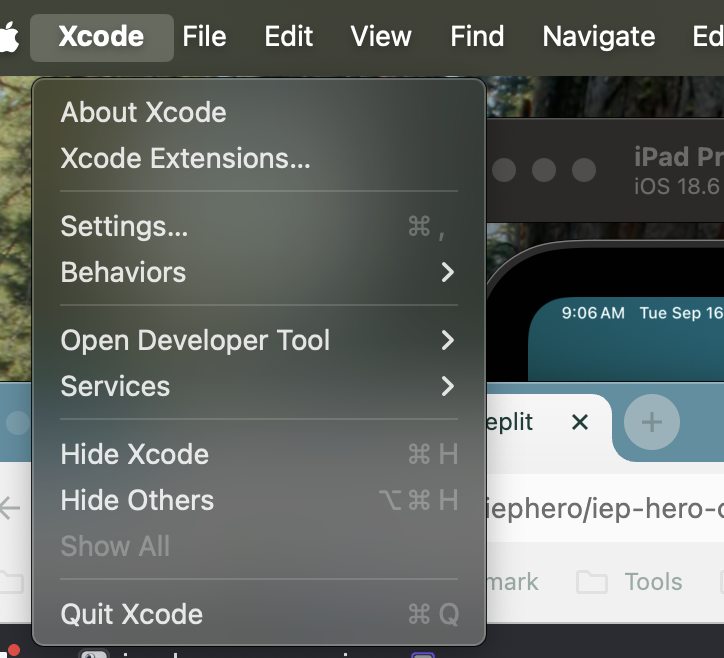 Xcode File Edit View Find Navigate Ed
About Xcode
Xcode Extensions...
Settings... ⌘ ,
Behaviors
Open Developer Tool
Services
Hide Xcode ⌘ H
Hide Others ⌥ ⌘ H
Show All
Quit Xcode ⌘ Q
iPad Pr
iOS 18.6
9:06 AM Tue Sep 16
eplit
iephero/iep-hero-c
mark Tools